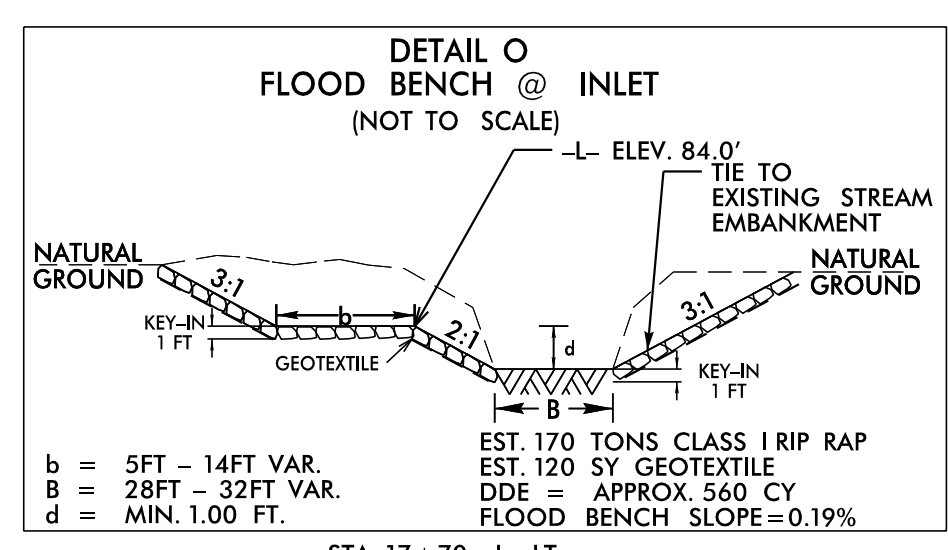 DETAIL O
FLOOD BENCH @ INLET
(NOT TO SCALE)
–L– ELEV. 84.0'
TIE TO
EXISTING STREAM
EMBANKMENT
NATURAL
GROUND
3:1
KEY–IN
1 FT
b
GEOTEXTILE
2:1
d
B
3:1
NATURAL
GROUND
KEY–IN
1 FT
b = 5FT – 14FT VAR.
B = 28FT – 32FT VAR.
d = MIN. 1.00 FT.
EST. 170 TONS CLASS I RIP RAP
EST. 120 SY GEOTEXTILE
DDE = APPROX. 560 CY
FLOOD BENCH SLOPE=0.19%